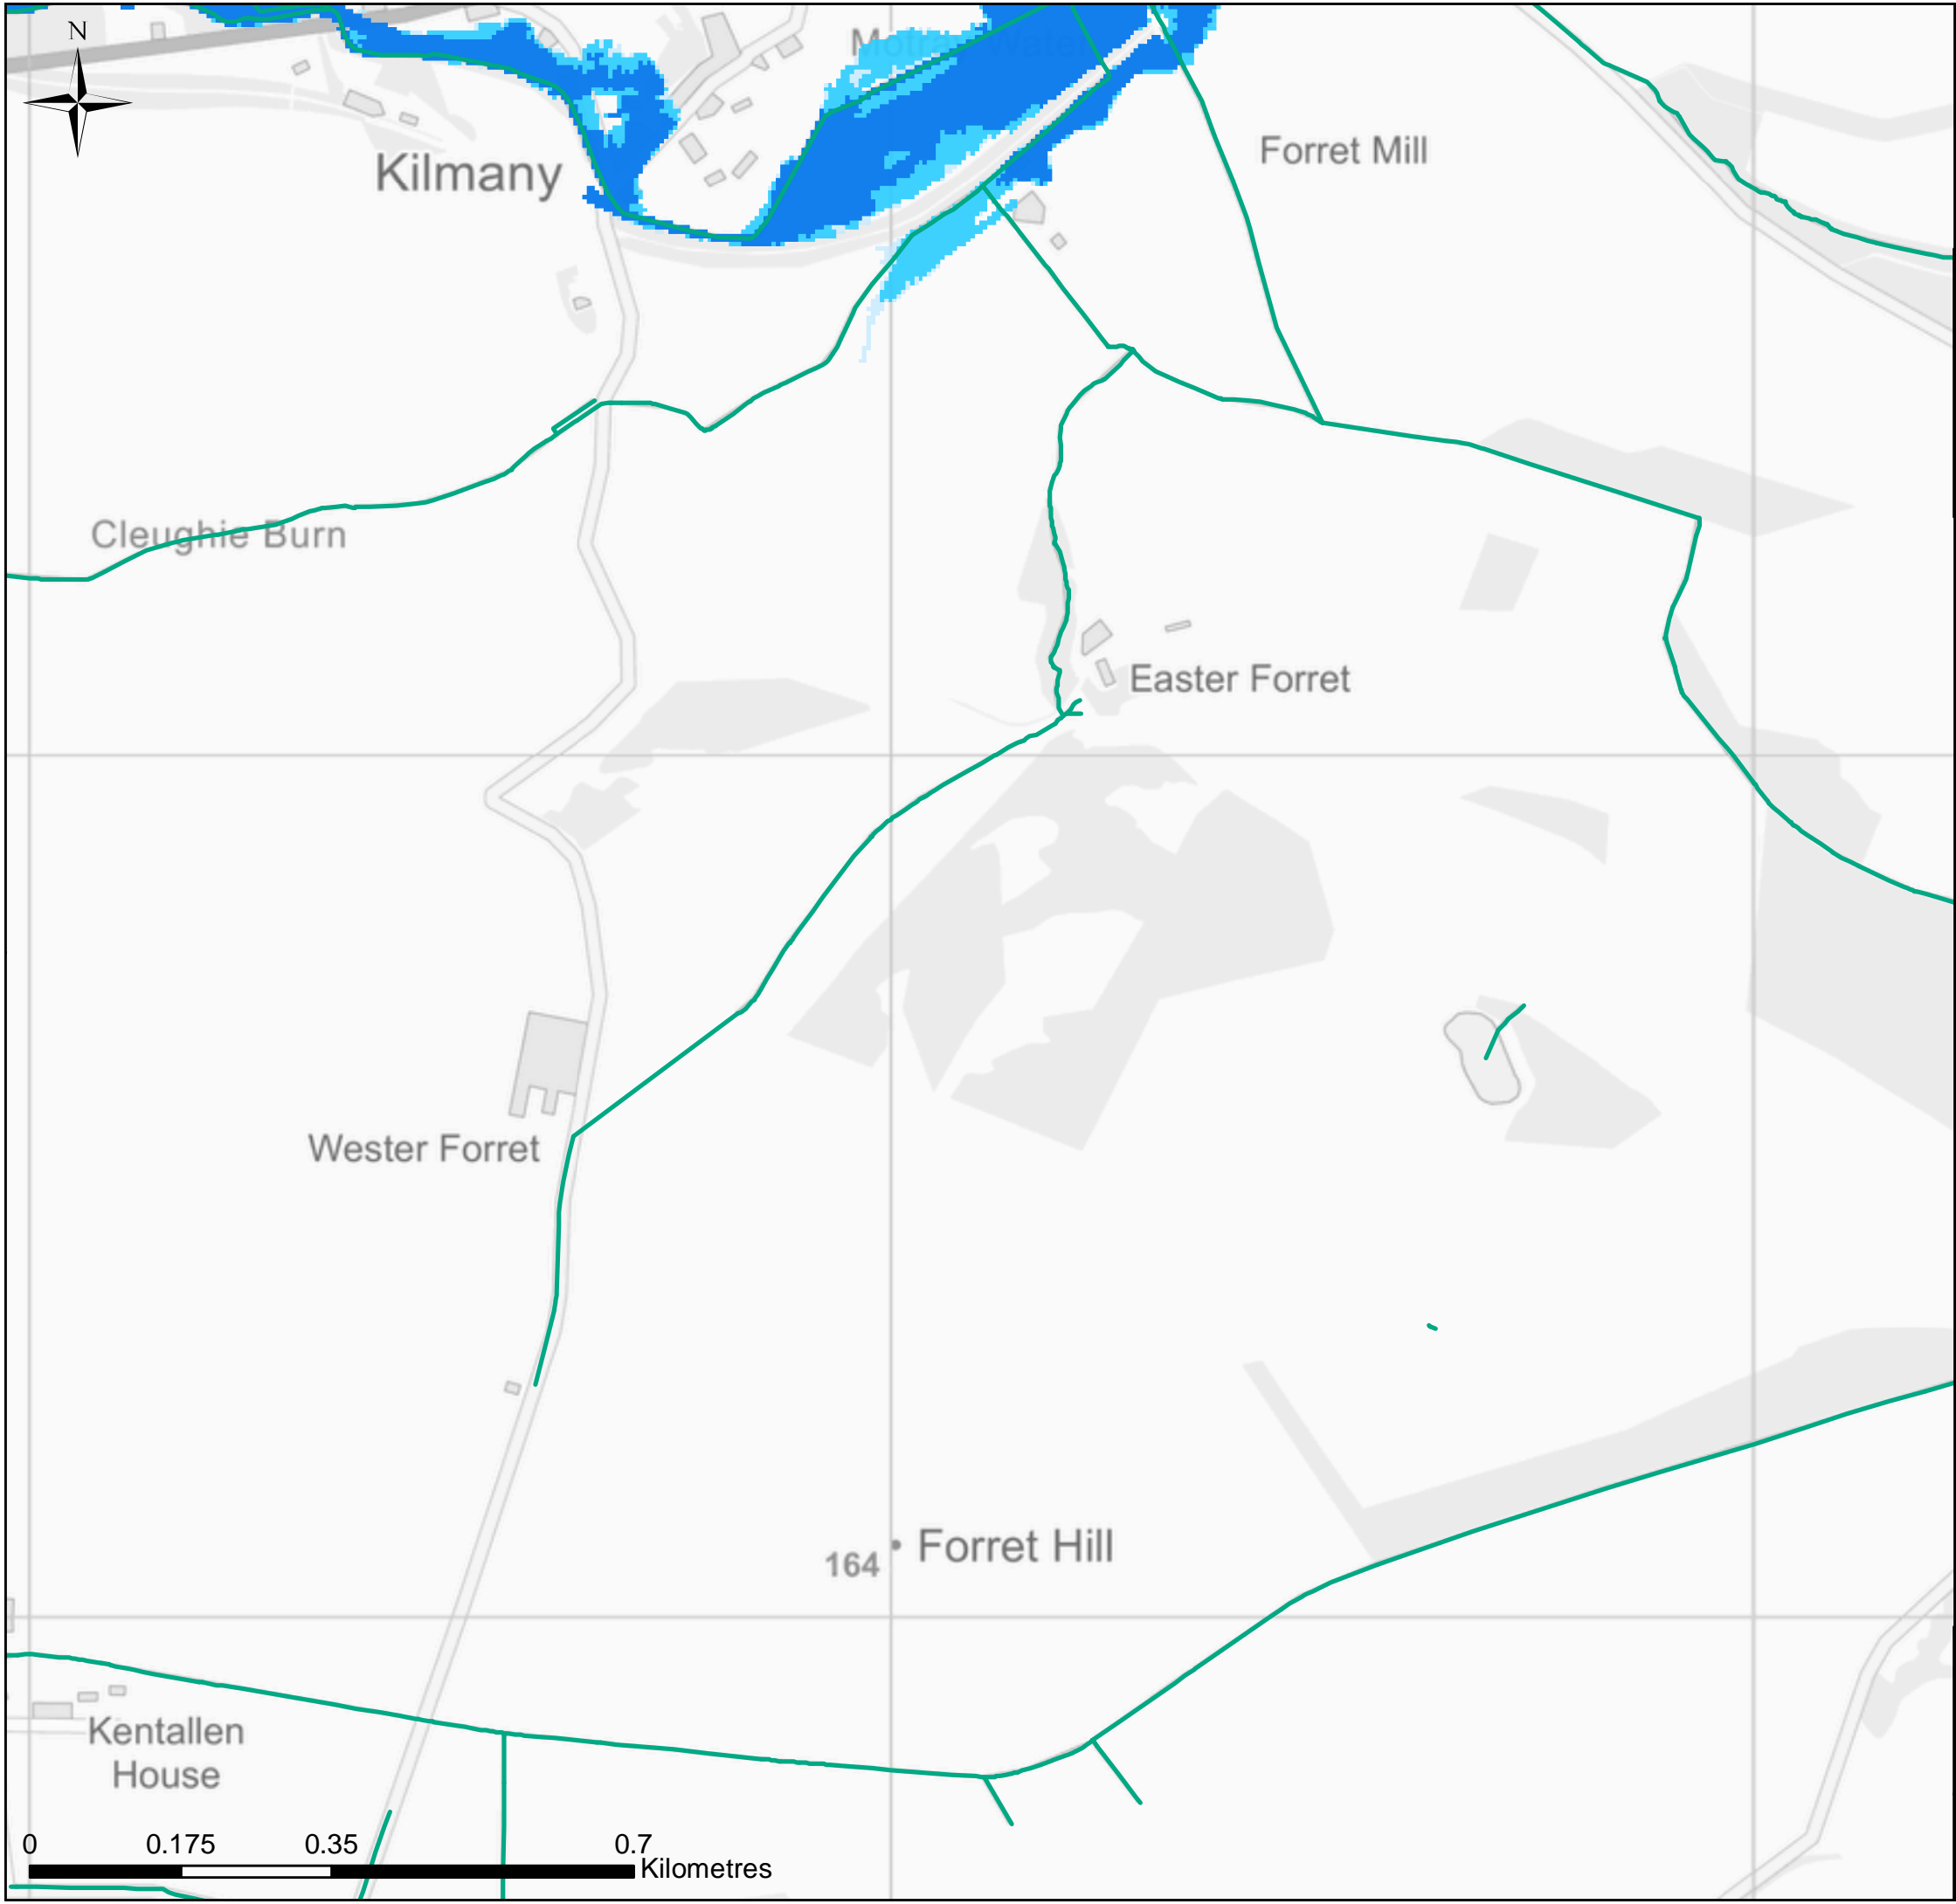 N
Kilmany
Forret Mill
Cleughie Burn
Easter Forret
Wester Forret
Forret Hill
164
Kentallen
House
0 0.175 0.35 0.7
Kilometres